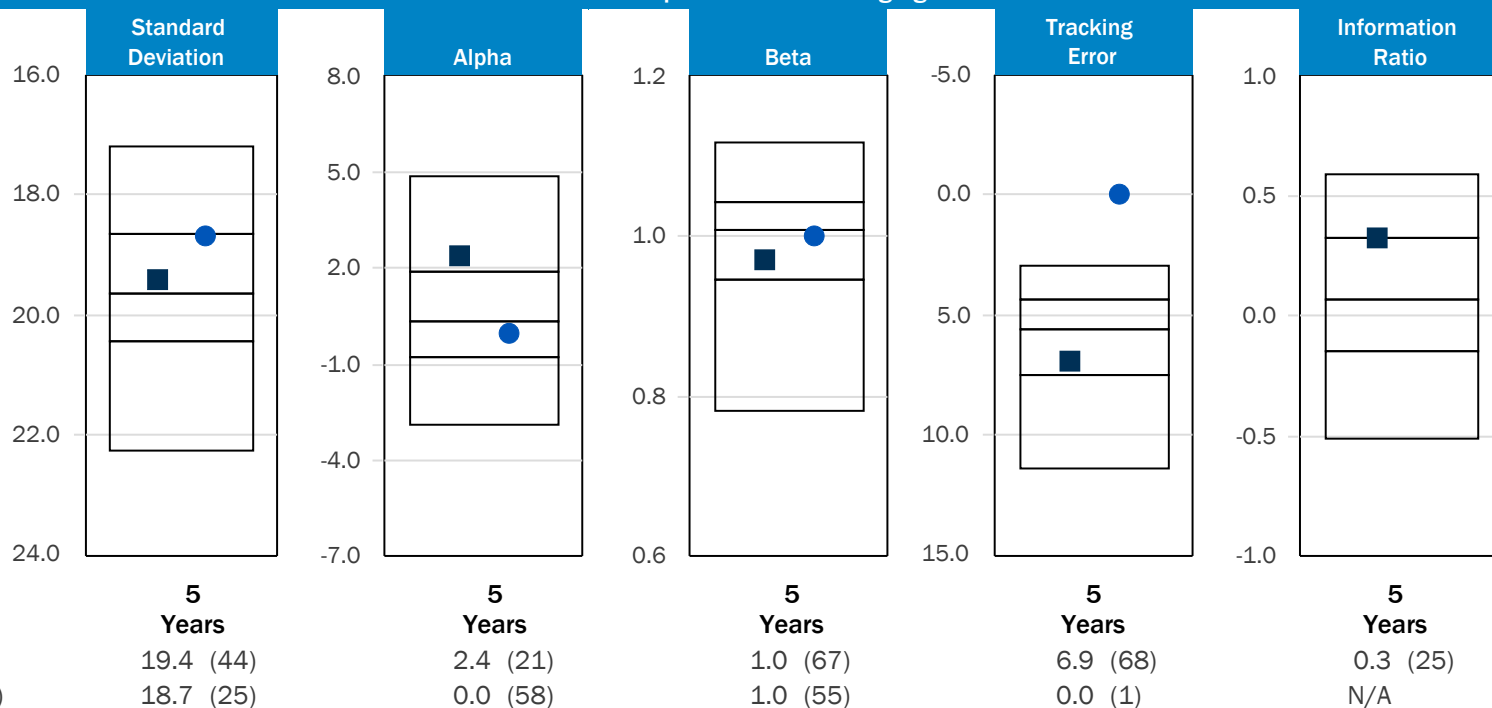 Standard
Deviation
Alpha
Beta
Tracking
Error
Information
Ratio
16.0
18.0
20.0
22.0
24.0
8.0
5.0
2.0
-1.0
-4.0
-7.0
1.2
1.0
0.8
0.6
-5.0
0.0
5.0
10.0
15.0
1.0
0.5
0.0
-0.5
-1.0
5 5 5 5 5
Years Years Years Years Years
19.4 (44) 2.4 (21) 1.0 (67) 6.9 (68) 0.3 (25)
) 18.7 (25) 0.0 (58) 1.0 (55) 0.0 (1) N/A